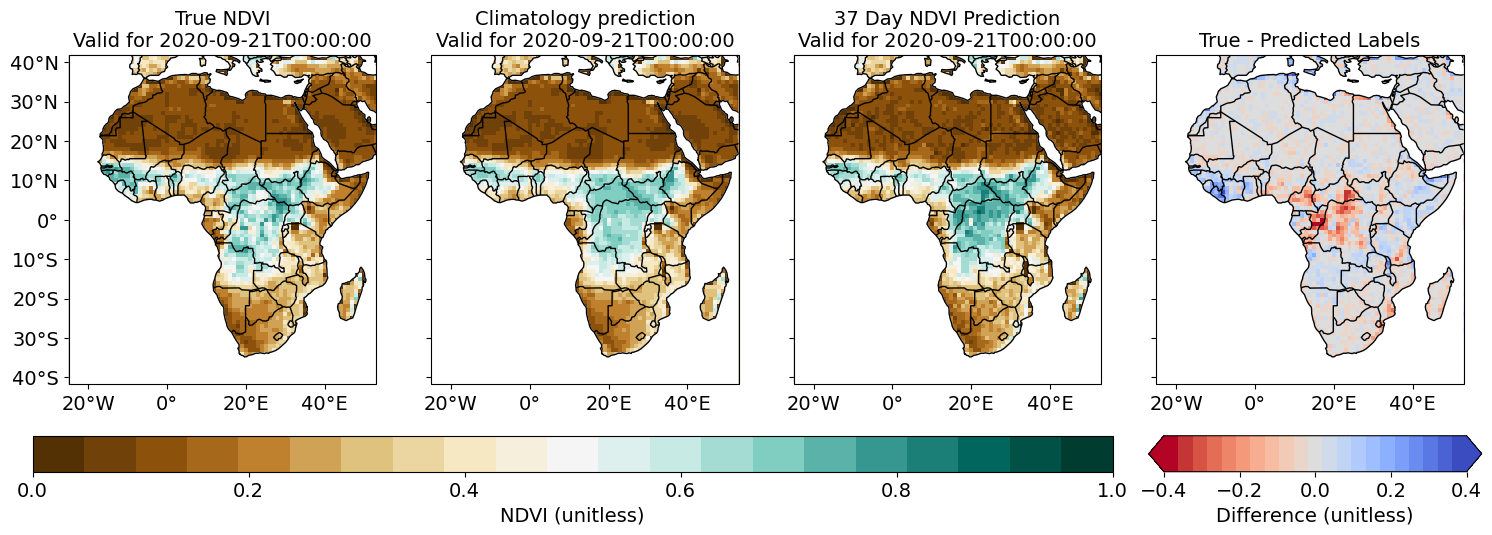 True NDVI
Valid for 2020-09-21T00:00:00
Climatology prediction
Valid for 2020-09-21T00:00:00
37 Day NDVI Prediction
Valid for 2020-09-21T00:00:00
True - Predicted Labels
40°N
30°N
20°N
10°N
0°
10°S
20°S
30°S
40°S
20°W 0° 20°E 40°E
20°W 0° 20°E 40°E
20°W 0° 20°E 40°E
20°W 0° 20°E 40°E
0.0 0.2 0.4 0.6 0.8 1.0
NDVI (unitless)
−0.4 −0.2 0.0 0.2 0.4
Difference (unitless)